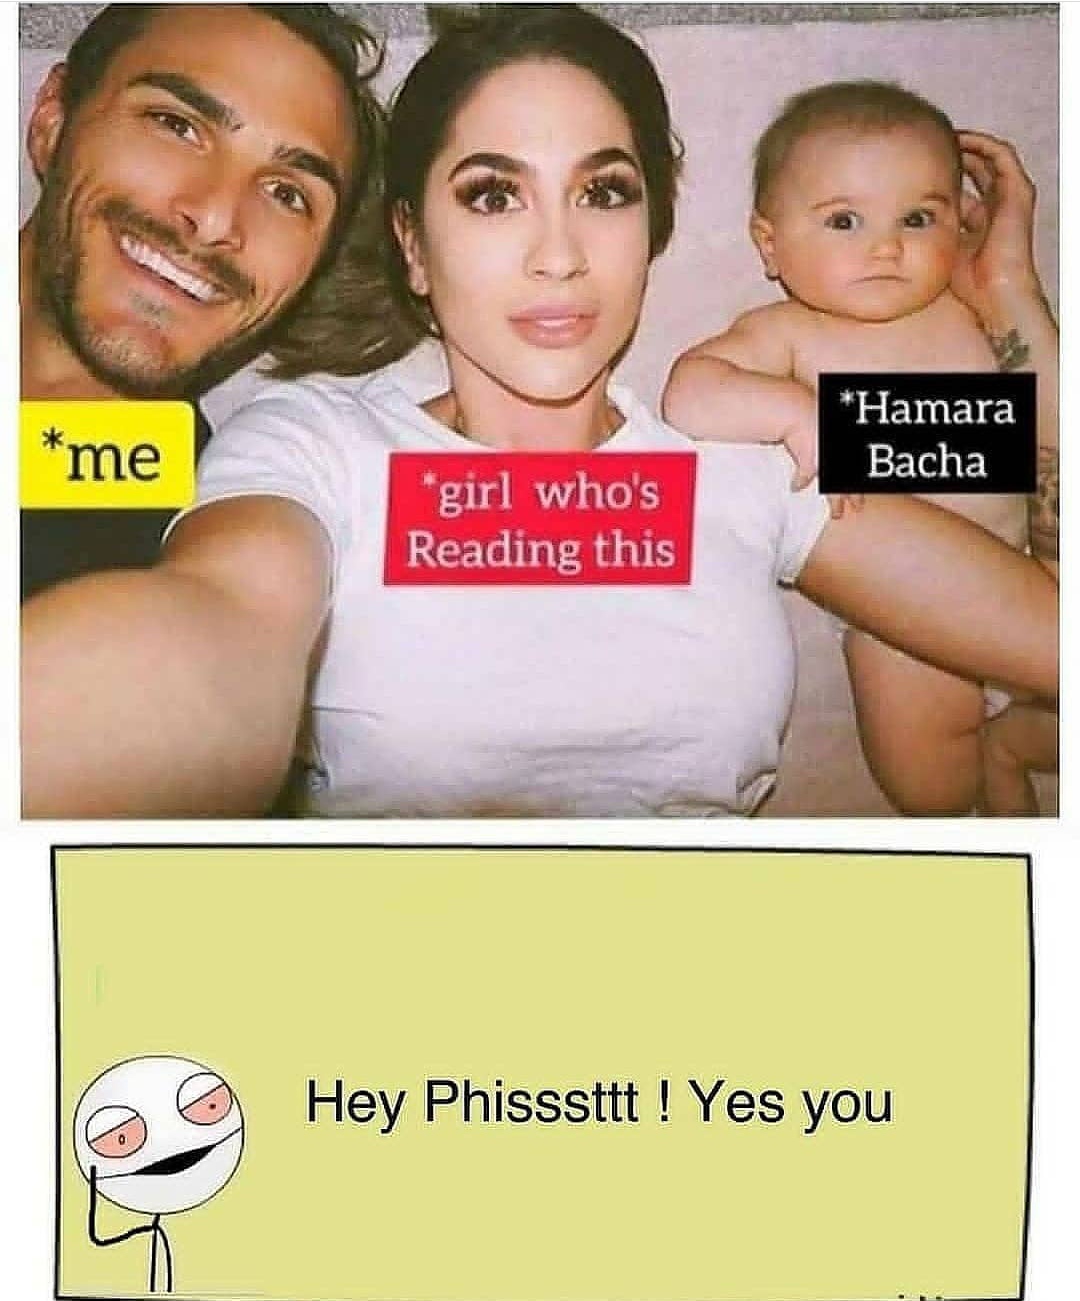 *me
*girl who's
Reading this
*Hamara
Bacha
Hey Phisssttt ! Yes you